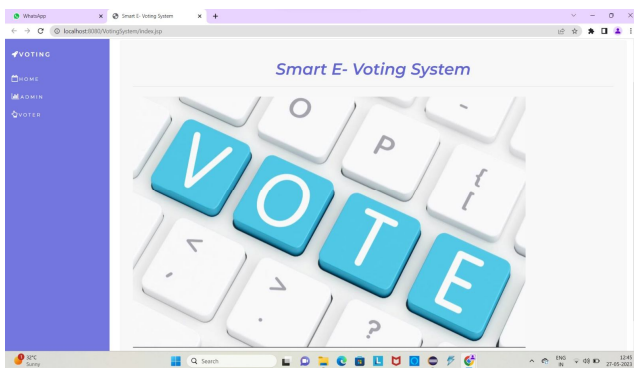 WhatsApp
Smart E- Voting System
localhost:8080/VotingSystem/index.jsp
VOTING
HOME
ADMIN
VOTER
Smart E- Voting System
O
P
{
[
V
O
T
E
<
,
>
.
?
32°C
Sunny
Search
ENG
IN
12:45
27-05-2023